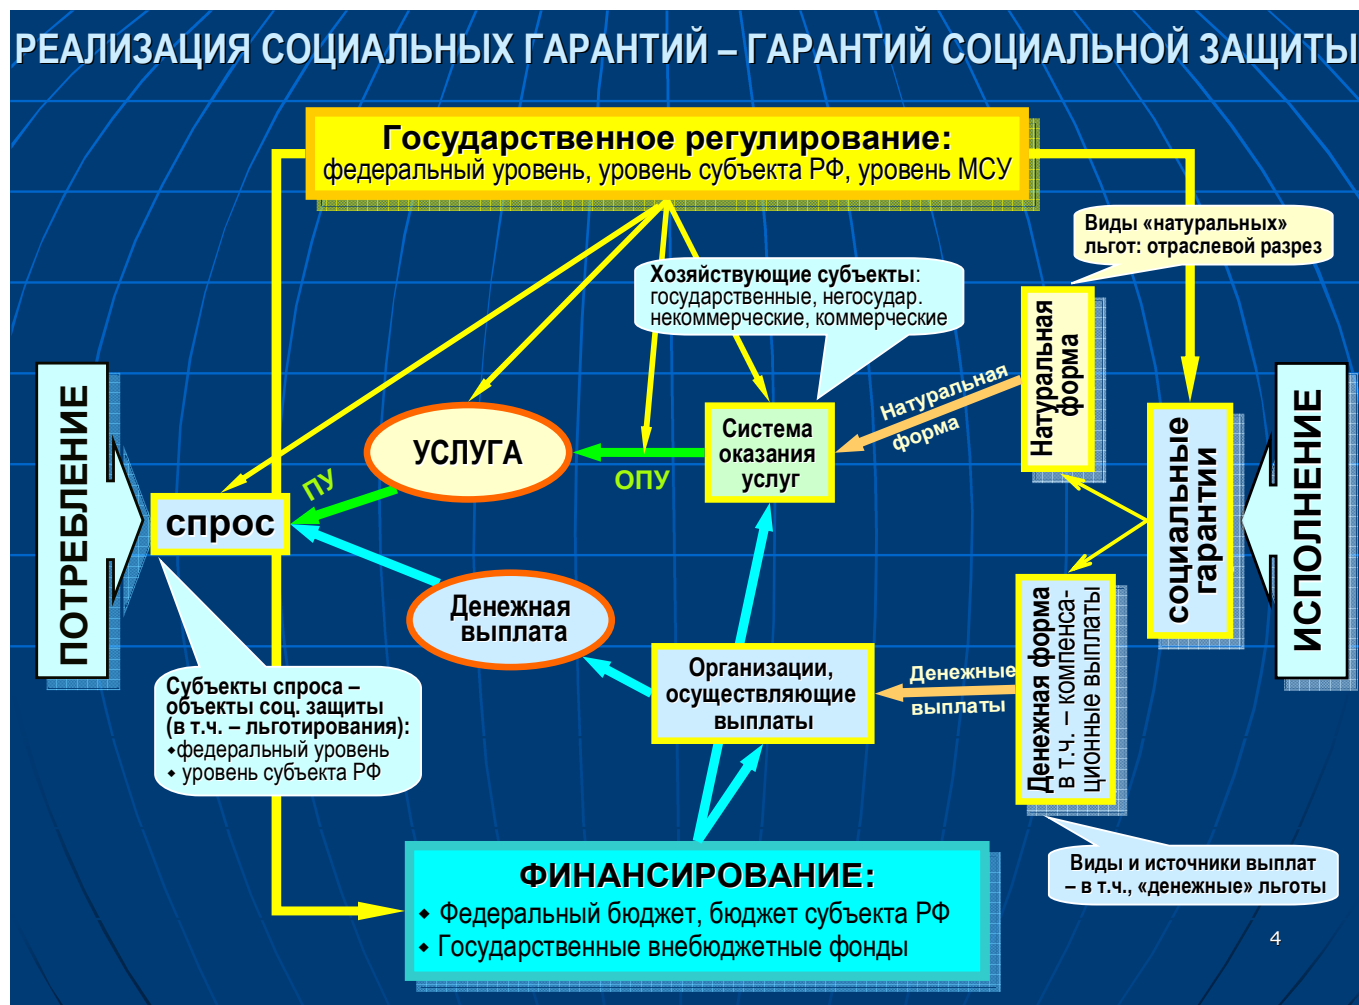 РЕАЛИЗАЦИЯ СОЦИАЛЬНЫХ ГАРАНТИЙ – ГАРАНТИЙ СОЦИАЛЬНОЙ ЗАЩИТЫ
Государственное регулирование:
федеральный уровень, уровень субъекта РФ, уровень МСУ
Виды «натуральных»
льгот: отраслевой разрез
Хозяйствующие субъекты:
государственные, негосудар.
некоммерческие, коммерческие
Натуральная
форма
Натуральная
форма
ПОТРЕБЛЕНИЕ
УСЛУГА
Система
оказания
услуг
ОПУ
ПУ
спрос
социальные
гарантии
ИСПОЛНЕНИЕ
Денежная
выплата
Организации,
осуществляющие
выплаты
Денежные
выплаты
Денежная форма
в т.ч. – компенса-
ционные выплаты
Субъекты спроса –
объекты соц. защиты
(в т.ч. – льготирования):
◆федеральный уровень
◆ уровень субъекта РФ
Виды и источники выплат
– в т.ч., «денежные» льготы
ФИНАНСИРОВАНИЕ:
◆ Федеральный бюджет, бюджет субъекта РФ
◆ Государственные внебюджетные фонды
4